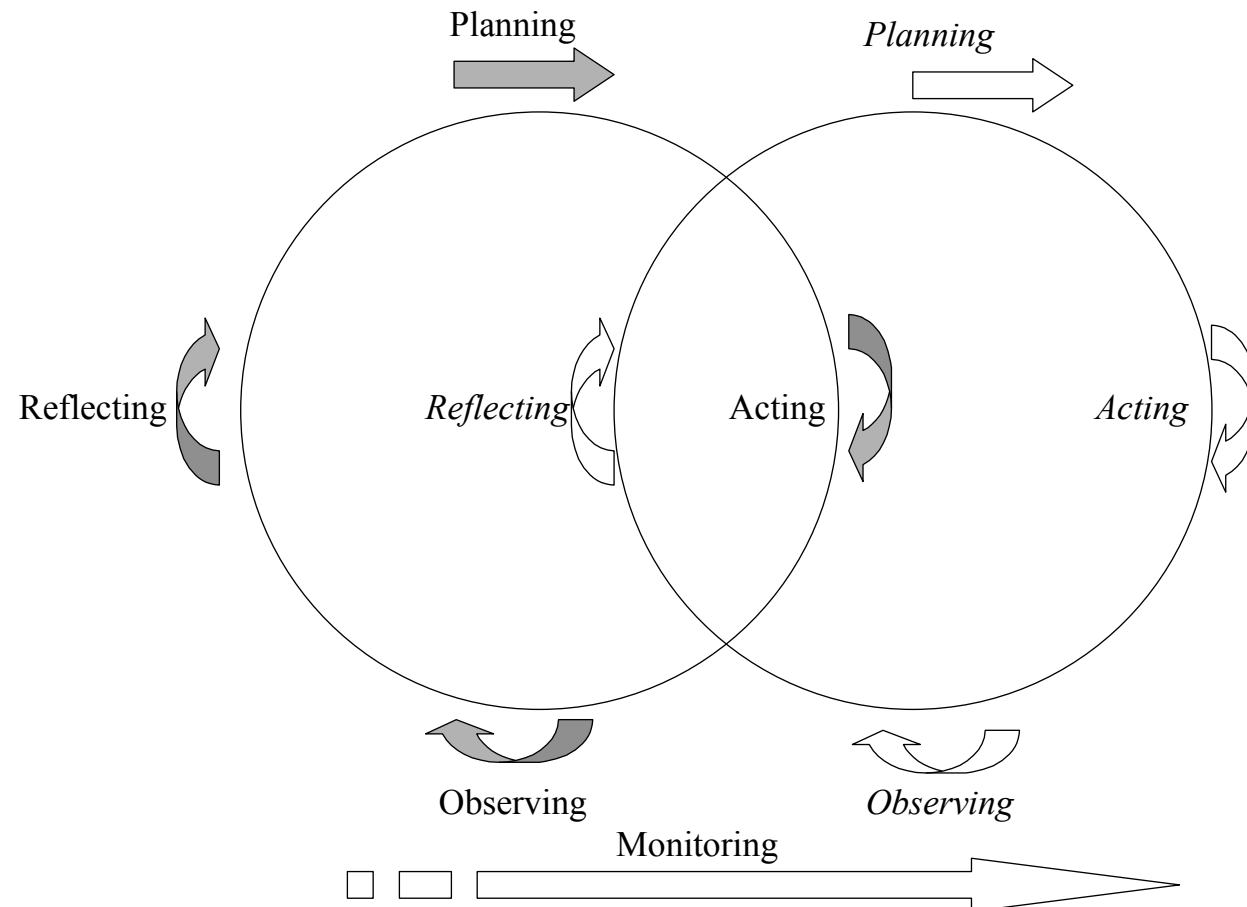 Planning
Planning
Reflecting
Reflecting
Acting
Acting
Observing
Observing
Monitoring